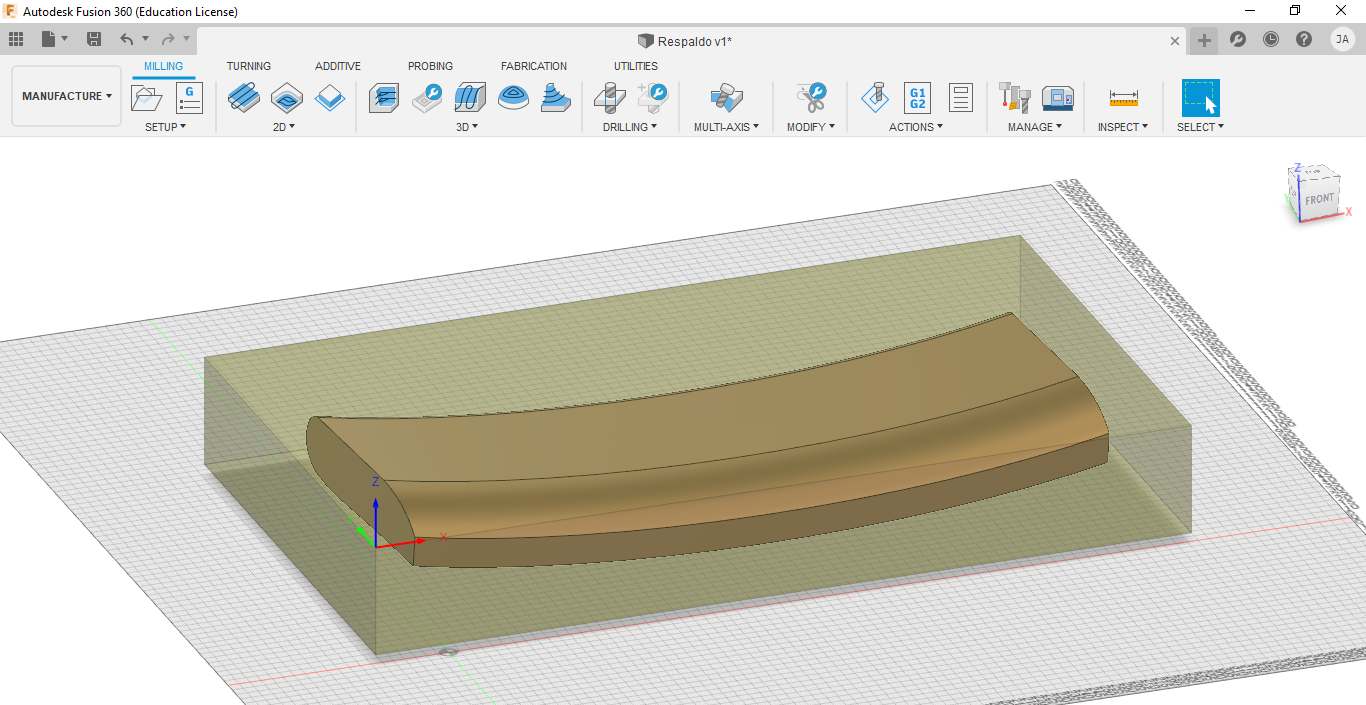 Autodesk Fusion 360 (Education License)
Respaldo v1*
JA
MILLING TURNING ADDITIVE PROBING FABRICATION UTILITIES
MANUFACTURE
G
G1
G2
SETUP 2D 3D DRILLING MULTI-AXIS MODIFY ACTIONS MANAGE INSPECT SELECT
Z
FRONT
X
Z
X